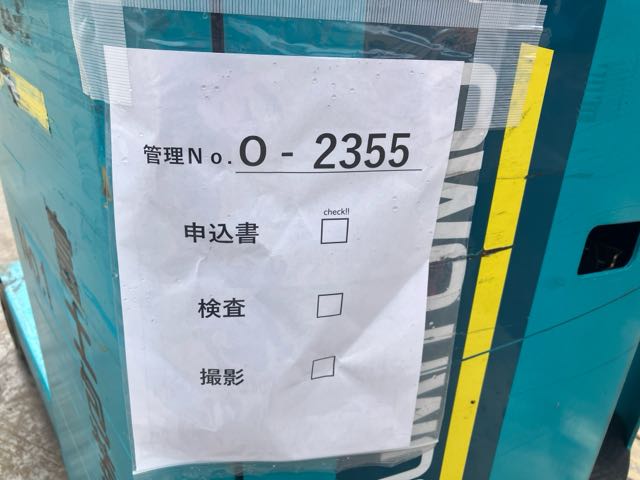 管理No. O - 2355
check!!
申込書 □
検査 □
撮影 □